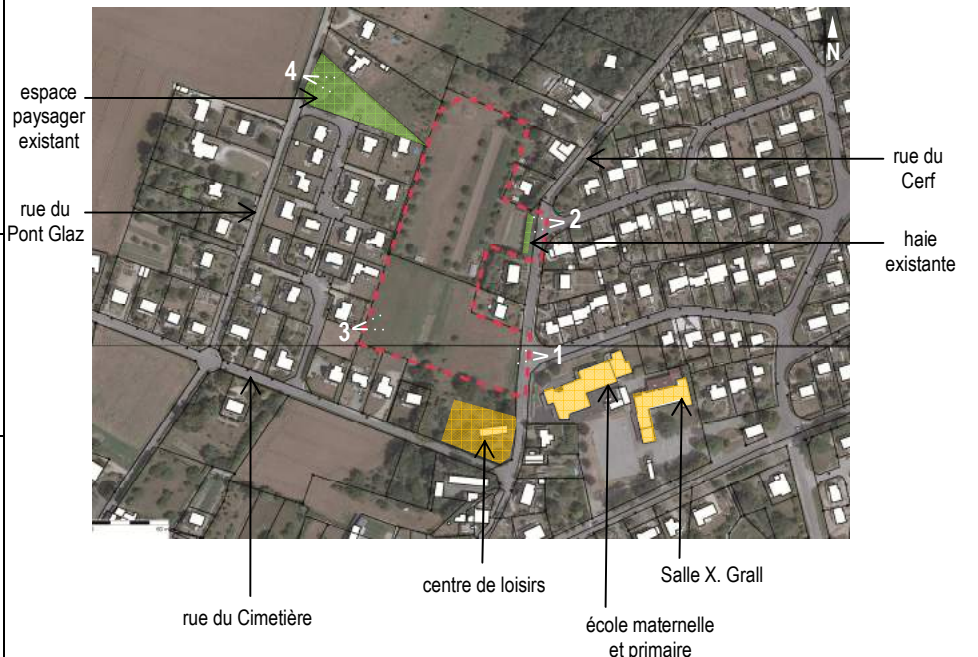 N
4
espace
paysager
existant
rue du
Cerf
rue du
Pont Glaz
2
haie
existante
3
1
centre de loisirs
Salle X. Grall
rue du Cimetière
école maternelle
et primaire